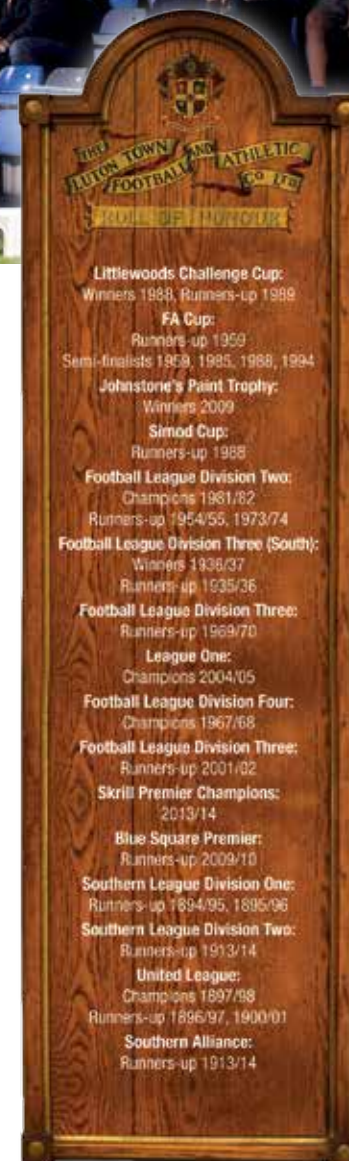 THE
LUTON TOWN AND ATHLETIC
FOOTBALL Co LTD
ROLL OF HONOUR
Littlewoods Challenge Cup:
Winners 1988, Runners-up 1989
FA Cup:
Runners-up 1959
Semi-finalists 1959, 1985, 1988, 1994
Johnstone's Paint Trophy:
Winners 2009
Simod Cup:
Runners-up 1988
Football League Division Two:
Champions 1981/82
Runners-up 1954/55, 1973/74
Football League Division Three (South):
Winners 1936/37
Runners-up 1935/36
Football League Division Three:
Runners-up 1969/70
League One:
Champions 2004/05
Football League Division Four:
Champions 1967/68
Football League Division Three:
Runners-up 2001/02
Skrill Premier Champions:
2013/14
Blue Square Premier:
Runners-up 2009/10
Southern League Division One:
Runners-up 1894/95, 1895/96
Southern League Division Two:
Runners-up 1913/14
United League:
Champions 1897/98
Runners-up 1896/97, 1900/01
Southern Alliance:
Runners-up 1913/14